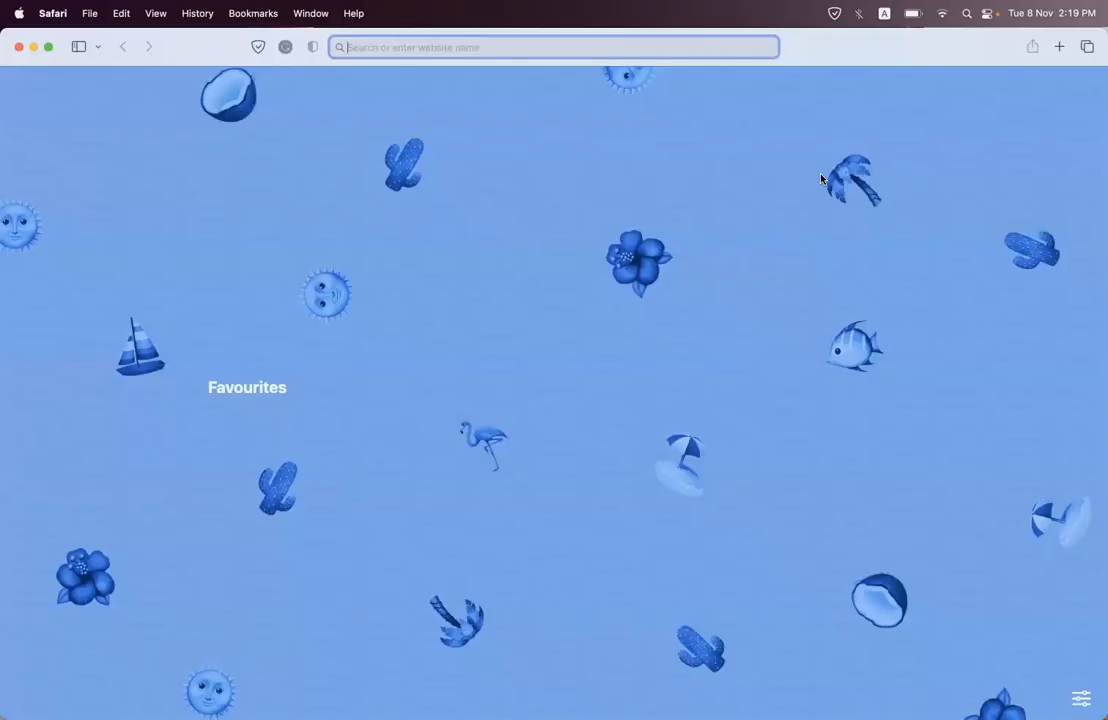 Safari File Edit View History Bookmarks Window Help A Tue 8 Nov 2:19 PM
Search or enter website name
Favourites